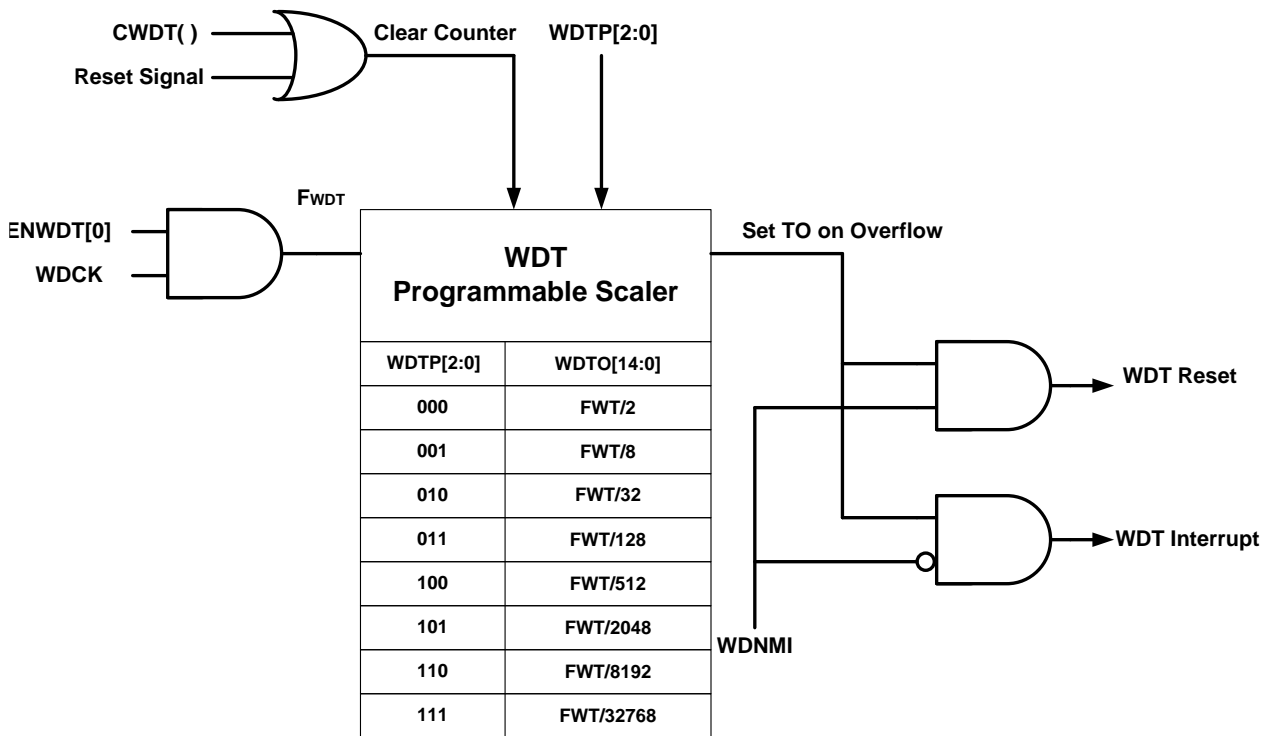 CWDT( )
Reset Signal
Clear Counter
WDTP[2:0]
ENWDT[0]
WDCK
FWDT
WDT
Programmable Scaler
Set TO on Overflow
WDTP[2:0] WDTO[14:0]
000 FWT/2
001 FWT/8
010 FWT/32
011 FWT/128
100 FWT/512
101 FWT/2048
110 FWT/8192
111 FWT/32768
WDT Reset
WDT Interrupt
WDNMI